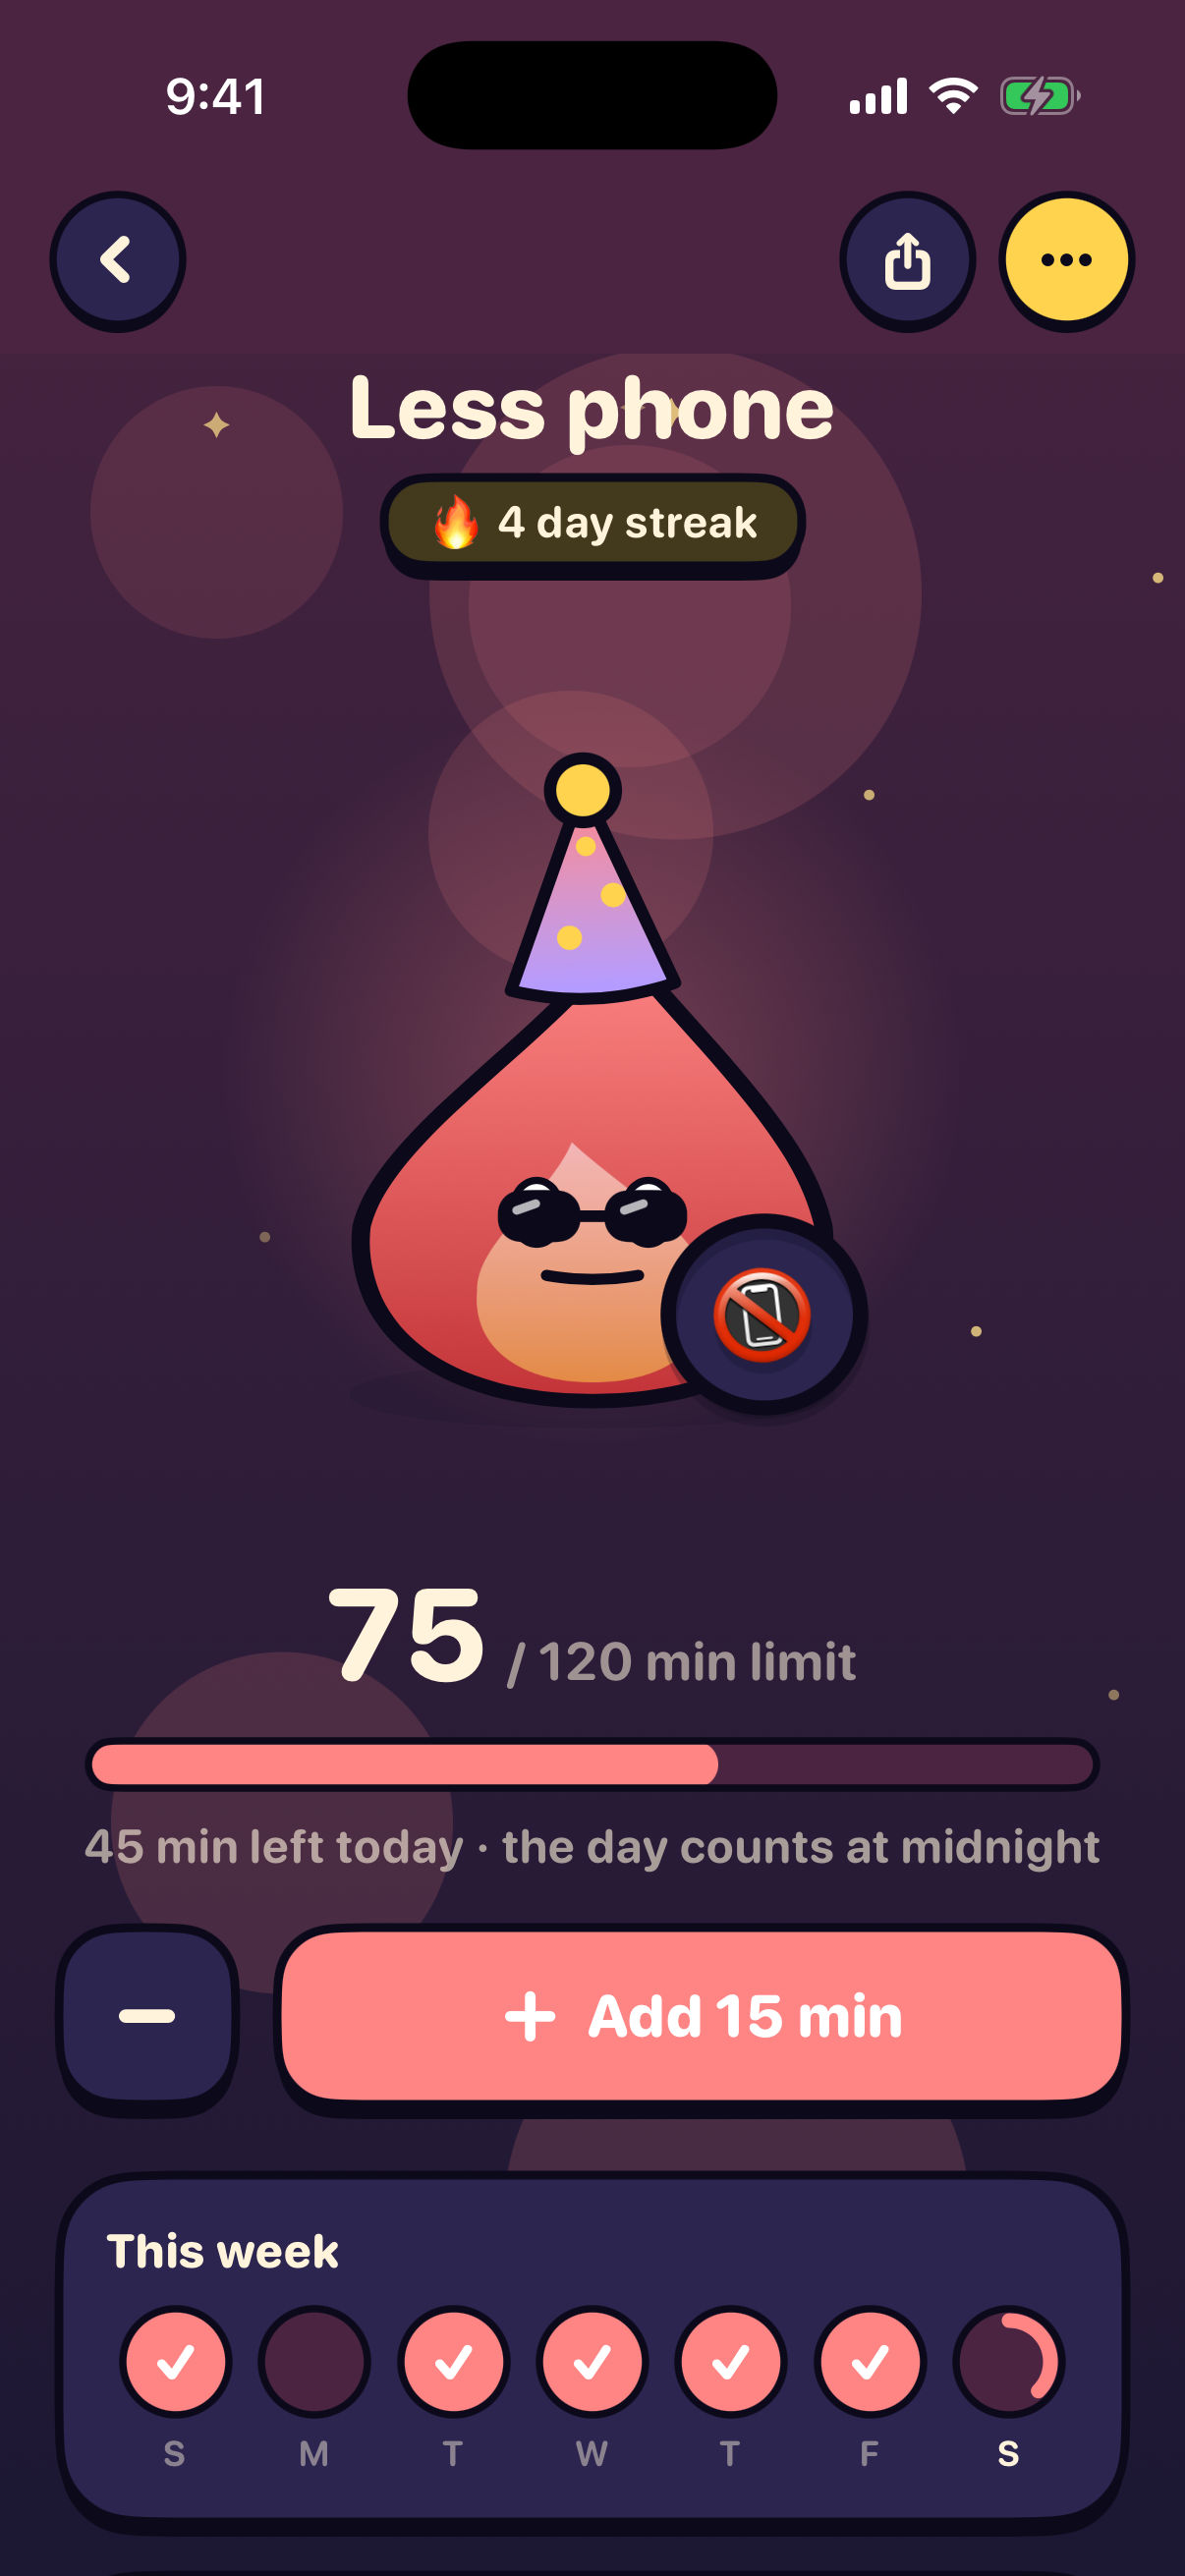 9:41
Less phone
🔥 4 day streak
75 / 120 min limit
45 min left today · the day counts at midnight
Add 15 min
This week
S M T W T F S